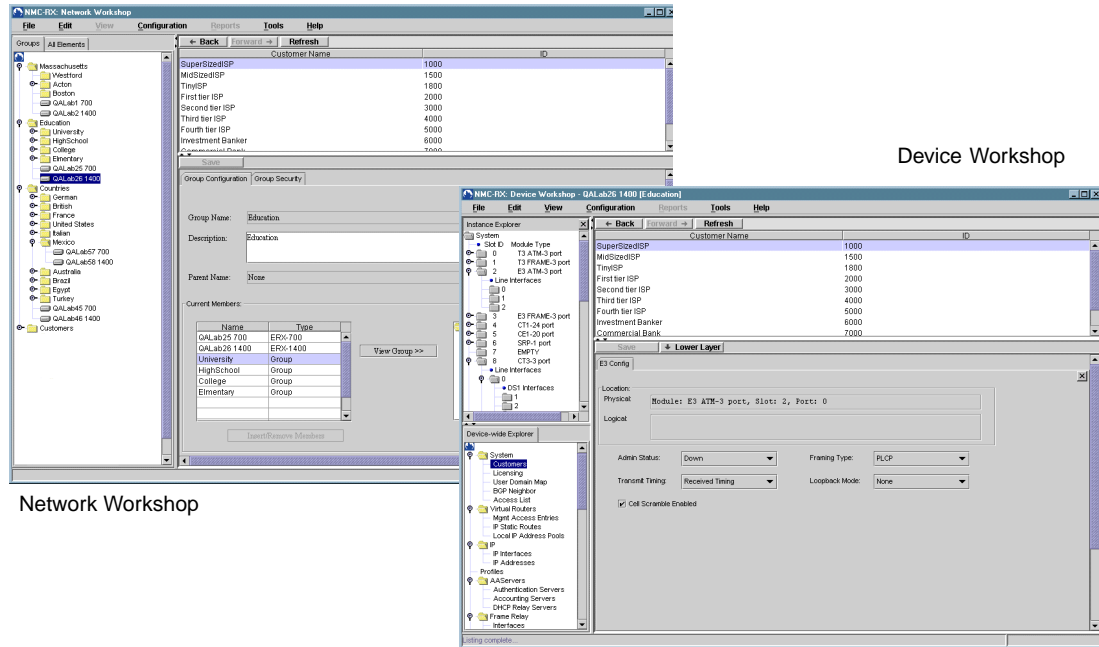 NMC-RX: Network Workshop
File Edit View Configuration Reports Tools Help
Groups All Elements
Massachusetts
Westford
Acton
Boston
QALab1 700
QALab2 1400
Education
University
HighSchool
College
Elmentary
QALab25 700
QALab26 1400
Countries
German
British
France
United States
Italian
Mexico
QALab57 700
QALab58 1400
Australia
Brazil
Egypt
Turkey
QALab45 700
QALab46 1400
Customers
← Back Forward → Refresh
Customer Name ID
SuperSizedISP 1000
MidSizedISP 1500
TinyISP 1800
First tier ISP 2000
Second tier ISP 3000
Third tier ISP 4000
Fourth tier ISP 5000
Investment Banker 6000
Commercial Bank 7000
Save
Group Configuration Group Security
Group Name: Education
Description: Education
Parent Name: None
Current Members:
Name Type
QALab25 700 ERX-700
QALab26 1400 ERX-1400
University Group
HighSchool Group
College Group
Elmentary Group
View Group >>
Insert/Remove Members
Network Workshop
Device Workshop
NMC-RX: Device Workshop - QALab26 1400 [Education]
File Edit View Configuration Reports Tools Help
Instance Explorer
System
Slot ID Module Type
0 T3 ATM-3 port
1 T3 FRAME-3 port
2 E3 ATM-3 port
Line Interfaces
0
1
2
3 E3 FRAME-3 port
4 CT1-24 port
5 CE1-20 port
6 SRP-1 port
7 EMPTY
8 CT3-3 port
Line Interfaces
0
DS1 Interfaces
1
2
Device-wide Explorer
System
Customers
Licensing
User Domain Map
BGP Neighbor
Access List
Virtual Routers
Mgmt Access Entries
IP Static Routes
Local IP Address Pools
IP
IP Interfaces
IP Addresses
Profiles
AAServers
Authentication Servers
Accounting Servers
DHCP Relay Servers
Frame Relay
Interfaces
← Back Forward → Refresh
Customer Name ID
SuperSizedISP 1000
MidSizedISP 1500
TinyISP 1800
First tier ISP 2000
Second tier ISP 3000
Third tier ISP 4000
Fourth tier ISP 5000
Investment Banker 6000
Commercial Bank 7000
Save Lower Layer
E3 Config
Location:
Physical: Module: E3 ATM-3 port, Slot: 2, Port: 0
Logical:
Admin Status: Down Framing Type: PLCP
Transmit Timing: Received Timing Loopback Mode: None
Cell Scramble Enabled
Listing complete...